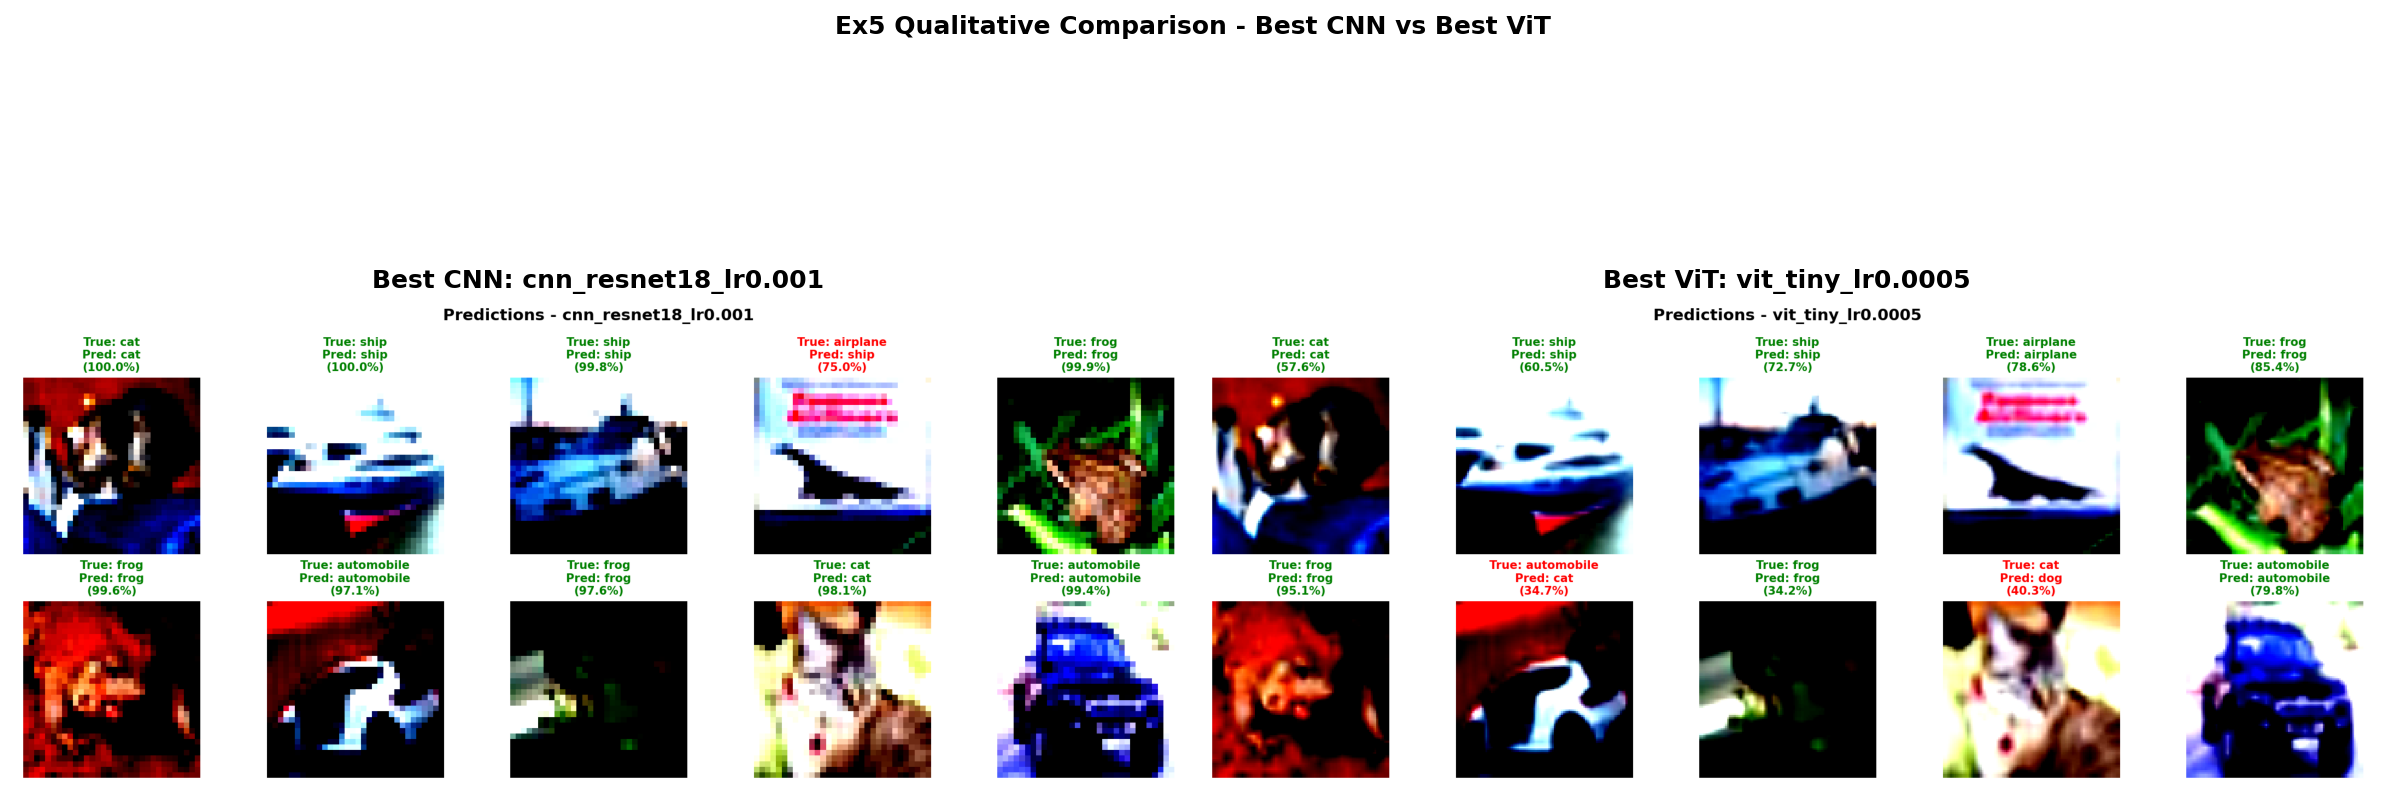 Ex5 Qualitative Comparison - Best CNN vs Best ViT
Best CNN: cnn_resnet18_lr0.001
Predictions - cnn_resnet18_lr0.001
True: cat
Pred: cat
(100.0%)
True: ship
Pred: ship
(100.0%)
True: ship
Pred: ship
(99.8%)
True: airplane
Pred: ship
(75.0%)
True: frog
Pred: frog
(99.9%)
True: frog
Pred: frog
(99.6%)
True: automobile
Pred: automobile
(97.1%)
True: frog
Pred: frog
(97.6%)
True: cat
Pred: cat
(98.1%)
True: automobile
Pred: automobile
(99.4%)
Best ViT: vit_tiny_lr0.0005
Predictions - vit_tiny_lr0.0005
True: cat
Pred: cat
(57.6%)
True: ship
Pred: ship
(60.5%)
True: ship
Pred: ship
(72.7%)
True: airplane
Pred: airplane
(78.6%)
True: frog
Pred: frog
(85.4%)
True: frog
Pred: frog
(95.1%)
True: automobile
Pred: cat
(34.7%)
True: frog
Pred: frog
(34.2%)
True: cat
Pred: dog
(40.3%)
True: automobile
Pred: automobile
(79.8%)